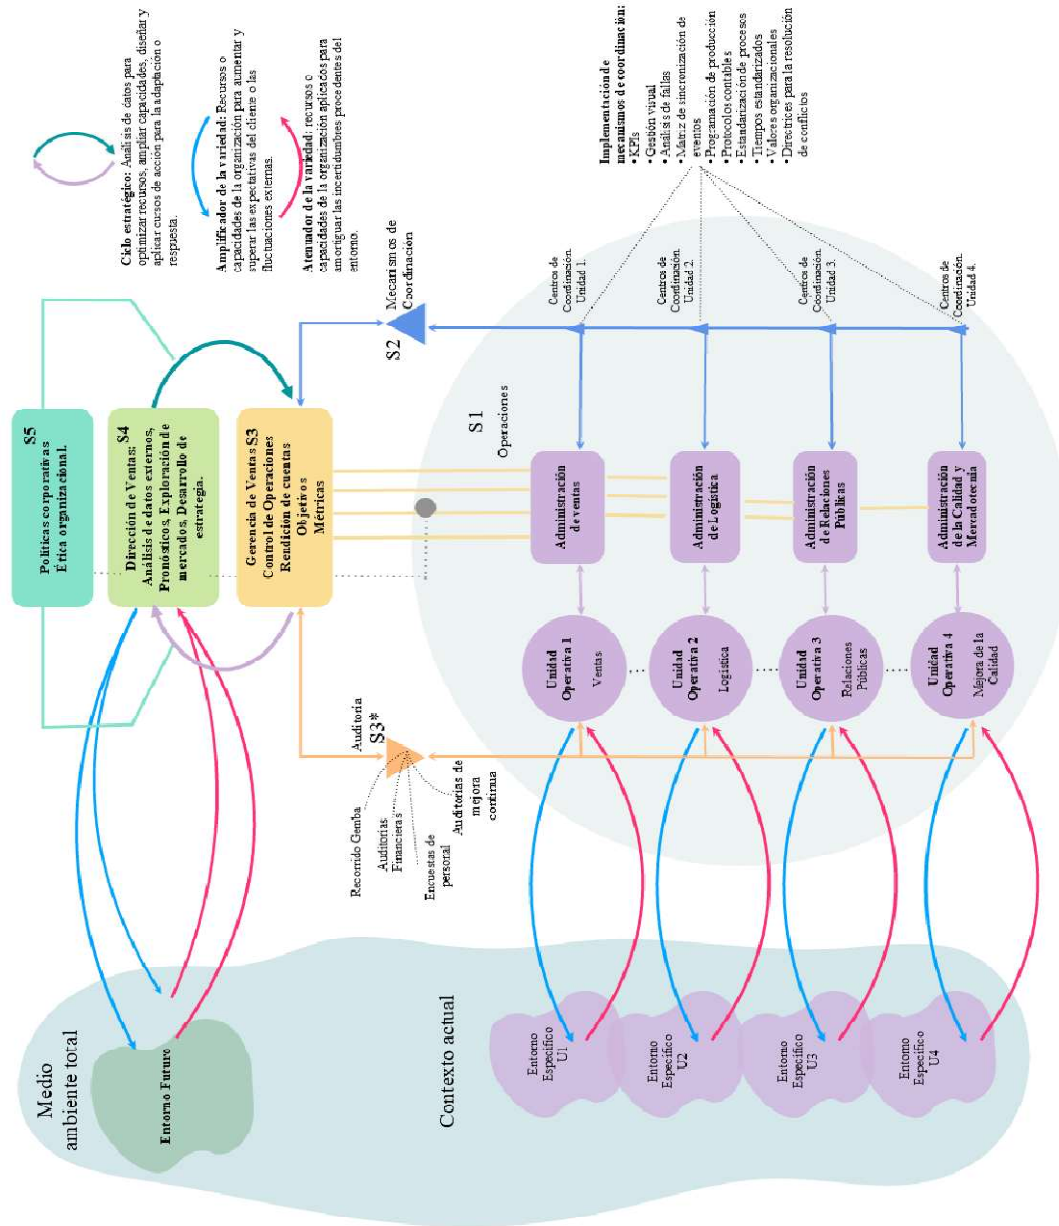 S5
Políticas corporativas
Ética organizacional.
S4
Dirección de Ventas:
Análisis de datos externos,
Pronósticos, Exploración de
mercados, Desarrollo de
estrategia.
Gerencia de Ventas S3
Control de Operaciones
Rendición de cuentas
Objetivos
Métricas
Ciclo estratégico: Análisis de datos para
optimizar recursos, ampliar capacidades, diseñar y
aplicar cursos de acción para la adaptación o
respuesta.
Amplificador de la variedad: Recursos o
capacidades de la organización para aumentar y
superar las expectativas del cliente o las
fluctuaciones externas.
Atenuador de la variedad: recursos o
capacidades de la organización aplicados para
amortiguar las incertidumbres procedentes del
entorno.
S2
Mecanismos de
Coordinación
Medio
ambiente total
Entorno Futuro
Auditoría
S3*
Recorrido Gemba
Auditorías
Financieras
Encuestas de
personal
Auditorías de
mejora
continua
S1
Operaciones
Contexto actual
Entorno
Específico
U1
Unidad
Operativa 1
Ventas
Administración
de ventas
Centros de
Coordinación.
Unidad 1.
Entorno
Específico
U2
Unidad
Operativa 2
Logística
Administración
de Logística
Centros de
Coordinación.
Unidad 2.
Entorno
Específico
U3
Unidad
Operativa 3
Relaciones
Públicas
Administración
de Relaciones
Públicas
Centros de
Coordinación.
Unidad 3.
Entorno
Específico
U4
Unidad
Operativa 4
Mejora de la
Calidad
Administración
de la Calidad y
Mercadotecnia
Centros de
Coordinación.
Unidad 4.
Implementación de
mecanismos de coordinación:
• KPIs
• Gestión visual
• Análisis de fallas
• Matriz de sincronización de
eventos
• Programación de producción
• Protocolos contables
• Estandarización de procesos
• Tiempos estandarizados
• Valores organizacionales
• Directrices para la resolución
de conflictos